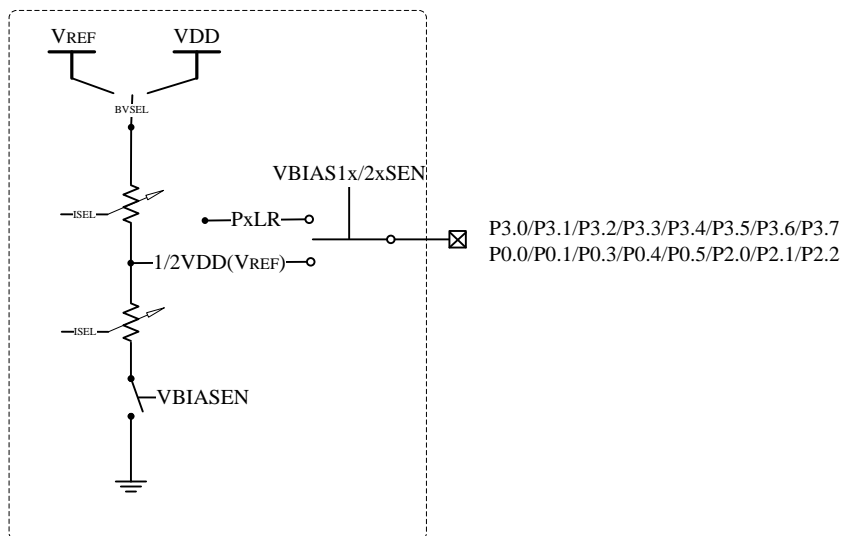 VREF VDD
BVSEL
VBIAS1x/2xSEN
ISEL
PxLR
P3.0/P3.1/P3.2/P3.3/P3.4/P3.5/P3.6/P3.7
P0.0/P0.1/P0.3/P0.4/P0.5/P2.0/P2.1/P2.2
1/2VDD(VREF)
ISEL
VBIASEN